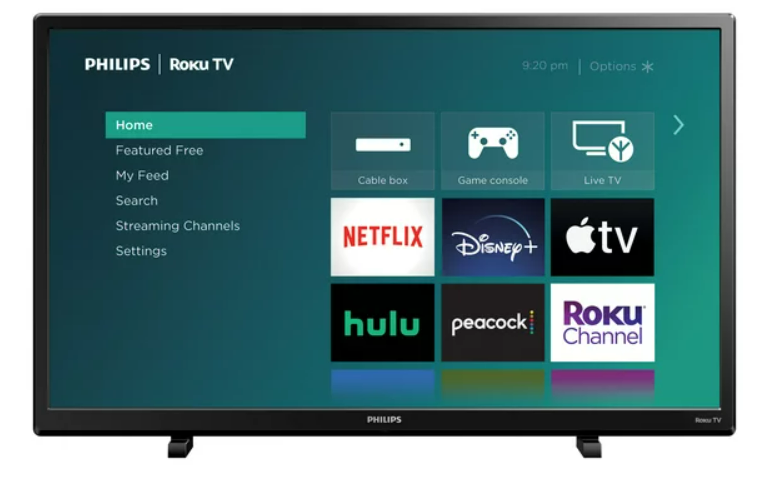 PHILIPS | Roku TV
9:20 pm | Options
Home
Featured Free
My Feed
Search
Streaming Channels
Settings
Cable box
Game console
Live TV
NETFLIX
Disney+
tv
hulu
peacock
Roku
Channel
PHILIPS
Roku TV